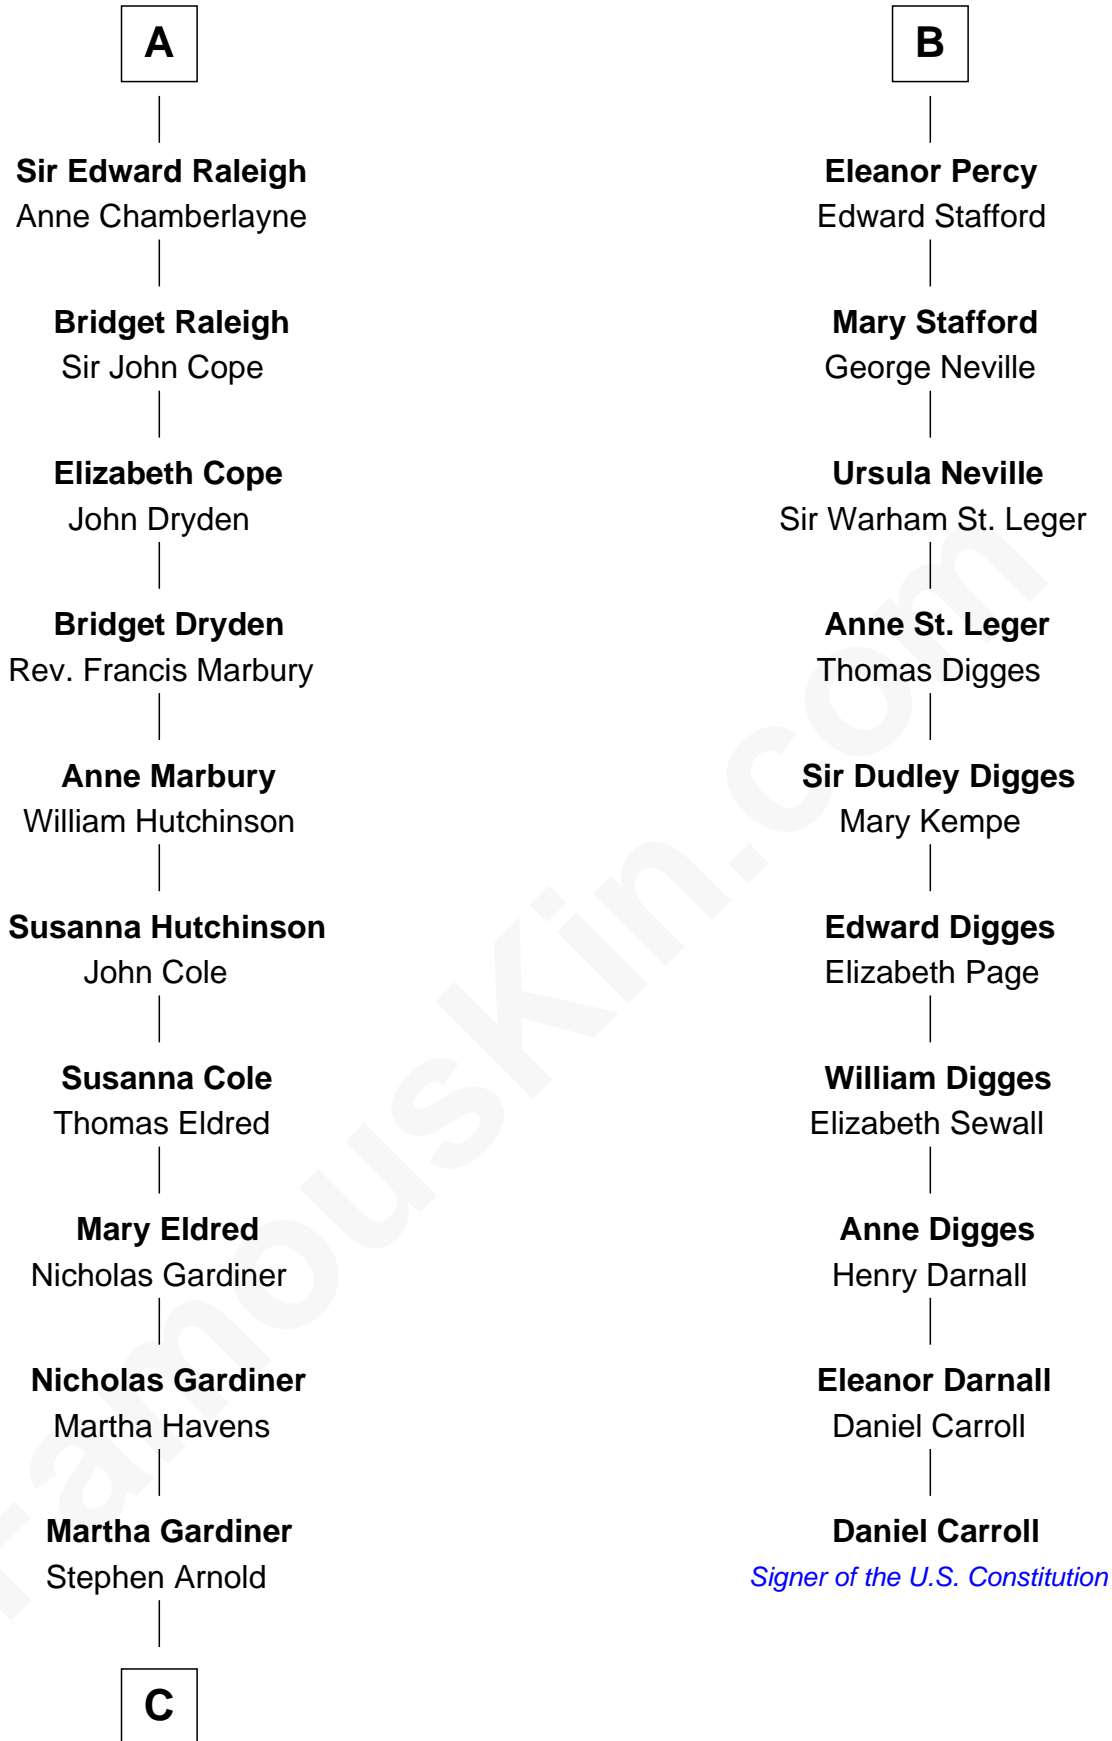 A
Sir Edward Raleigh
Anne Chamberlayne
Bridget Raleigh
Sir John Cope
Elizabeth Cope
John Dryden
Bridget Dryden
Rev. Francis Marbury
Anne Marbury
William Hutchinson
Susanna Hutchinson
John Cole
Susanna Cole
Thomas Eldred
Mary Eldred
Nicholas Gardiner
Nicholas Gardiner
Martha Havens
Martha Gardiner
Stephen Arnold
C
B
Eleanor Percy
Edward Stafford
Mary Stafford
George Neville
Ursula Neville
Sir Warham St. Leger
Anne St. Leger
Thomas Digges
Sir Dudley Digges
Mary Kempe
Edward Digges
Elizabeth Page
William Digges
Elizabeth Sewall
Anne Digges
Henry Darnall
Eleanor Darnall
Daniel Carroll
Daniel Carroll
Signer of the U.S. Constitution
FamousKin.com